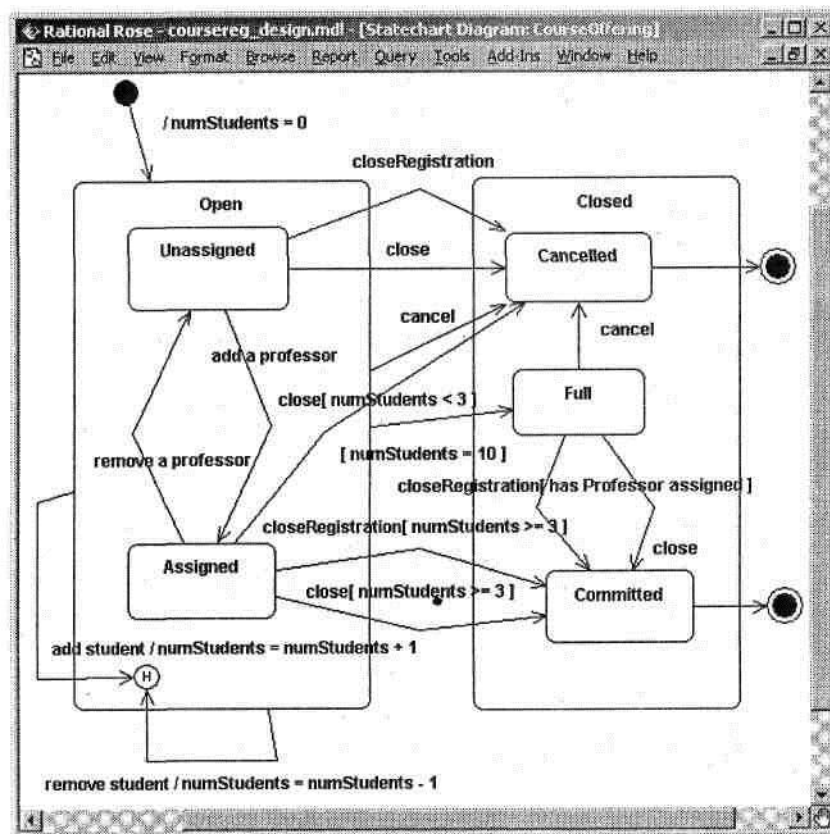 Rational Rose - coursereg_design.mdl - [Statechart Diagram: CourseOffering]
File Edit View Format Browse Report Query Tools Add-Ins Window Help
/ numStudents = 0
closeRegistration
Open
Closed
Unassigned
Cancelled
close
cancel
cancel
add a professor
Full
close[ numStudents < 3 ]
[ numStudents = 10 ]
remove a professor
closeRegistration[ has Professor assigned ]
closeRegistration[ numStudents >= 3 ]
close
Assigned
close[ numStudents >= 3 ]
Committed
add student / numStudents = numStudents + 1
H
remove student / numStudents = numStudents - 1